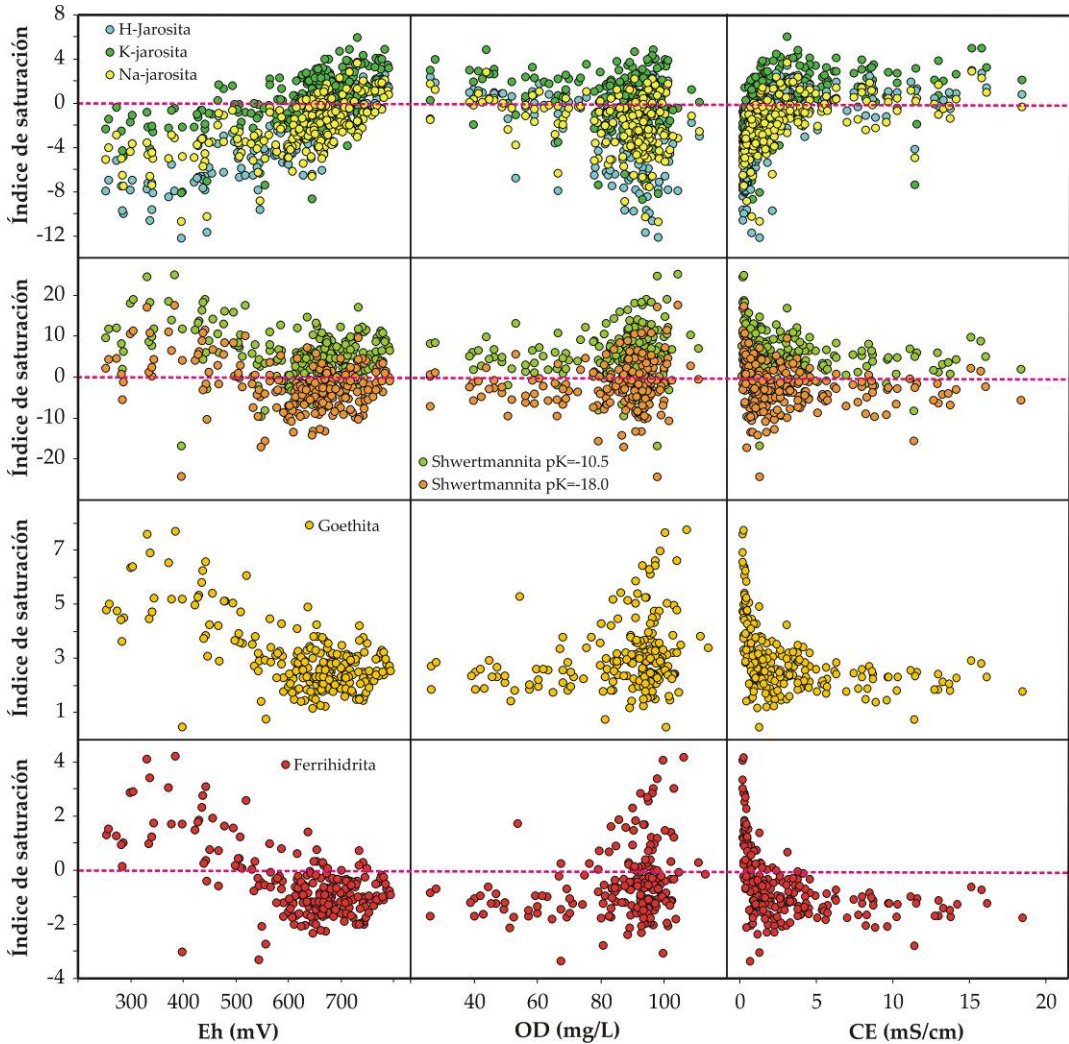 8
4
0
-4
-8
-12
Índice de saturación
H-Jarosita
K-jarosita
Na-jarosita
20
10
0
-10
-20
Índice de saturación
Shwertmannita pK=-10.5
Shwertmannita pK=-18.0
7
5
3
1
Índice de saturación
Goethita
4
2
0
-2
-4
Índice de saturación
Ferrihidrita
300 400 500 600 700
20 40 60 80 100
0 5 10 15 20
Eh (mV)
OD (mg/L)
CE (mS/cm)